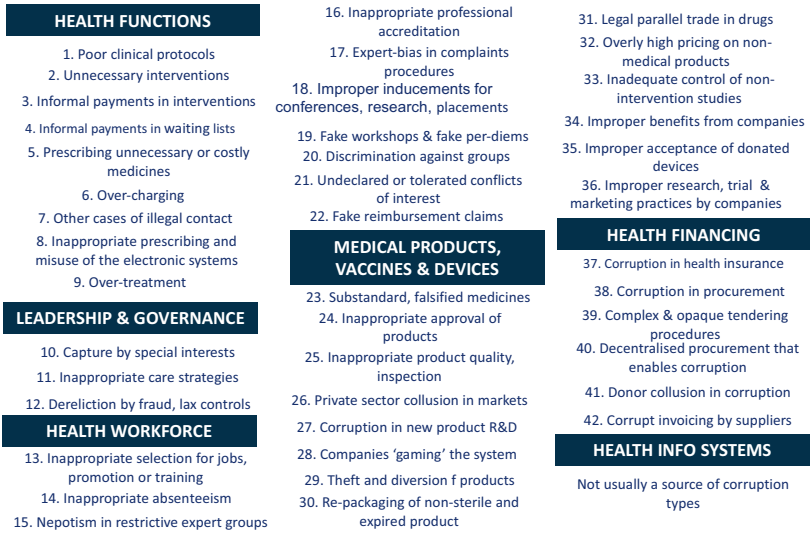 HEALTH FUNCTIONS
1. Poor clinical protocols
2. Unnecessary interventions
3. Informal payments in interventions
4. Informal payments in waiting lists
5. Prescribing unnecessary or costly
medicines
6. Over-charging
7. Other cases of illegal contact
8. Inappropriate prescribing and
misuse of the electronic systems
9. Over-treatment
LEADERSHIP & GOVERNANCE
10. Capture by special interests
11. Inappropriate care strategies
12. Dereliction by fraud, lax controls
HEALTH WORKFORCE
13. Inappropriate selection for jobs,
promotion or training
14. Inappropriate absenteeism
15. Nepotism in restrictive expert groups
16. Inappropriate professional
accreditation
17. Expert-bias in complaints
procedures
18. Improper inducements for
conferences, research, placements
19. Fake workshops & fake per-diems
20. Discrimination against groups
21. Undeclared or tolerated conflicts
of interest
22. Fake reimbursement claims
MEDICAL PRODUCTS,
VACCINES & DEVICES
23. Substandard, falsified medicines
24. Inappropriate approval of
products
25. Inappropriate product quality,
inspection
26. Private sector collusion in markets
27. Corruption in new product R&D
28. Companies ‘gaming’ the system
29. Theft and diversion f products
30. Re-packaging of non-sterile and
expired product
31. Legal parallel trade in drugs
32. Overly high pricing on non-
medical products
33. Inadequate control of non-
intervention studies
34. Improper benefits from companies
35. Improper acceptance of donated
devices
36. Improper research, trial &
marketing practices by companies
HEALTH FINANCING
37. Corruption in health insurance
38. Corruption in procurement
39. Complex & opaque tendering
procedures
40. Decentralised procurement that
enables corruption
41. Donor collusion in corruption
42. Corrupt invoicing by suppliers
HEALTH INFO SYSTEMS
Not usually a source of corruption
types